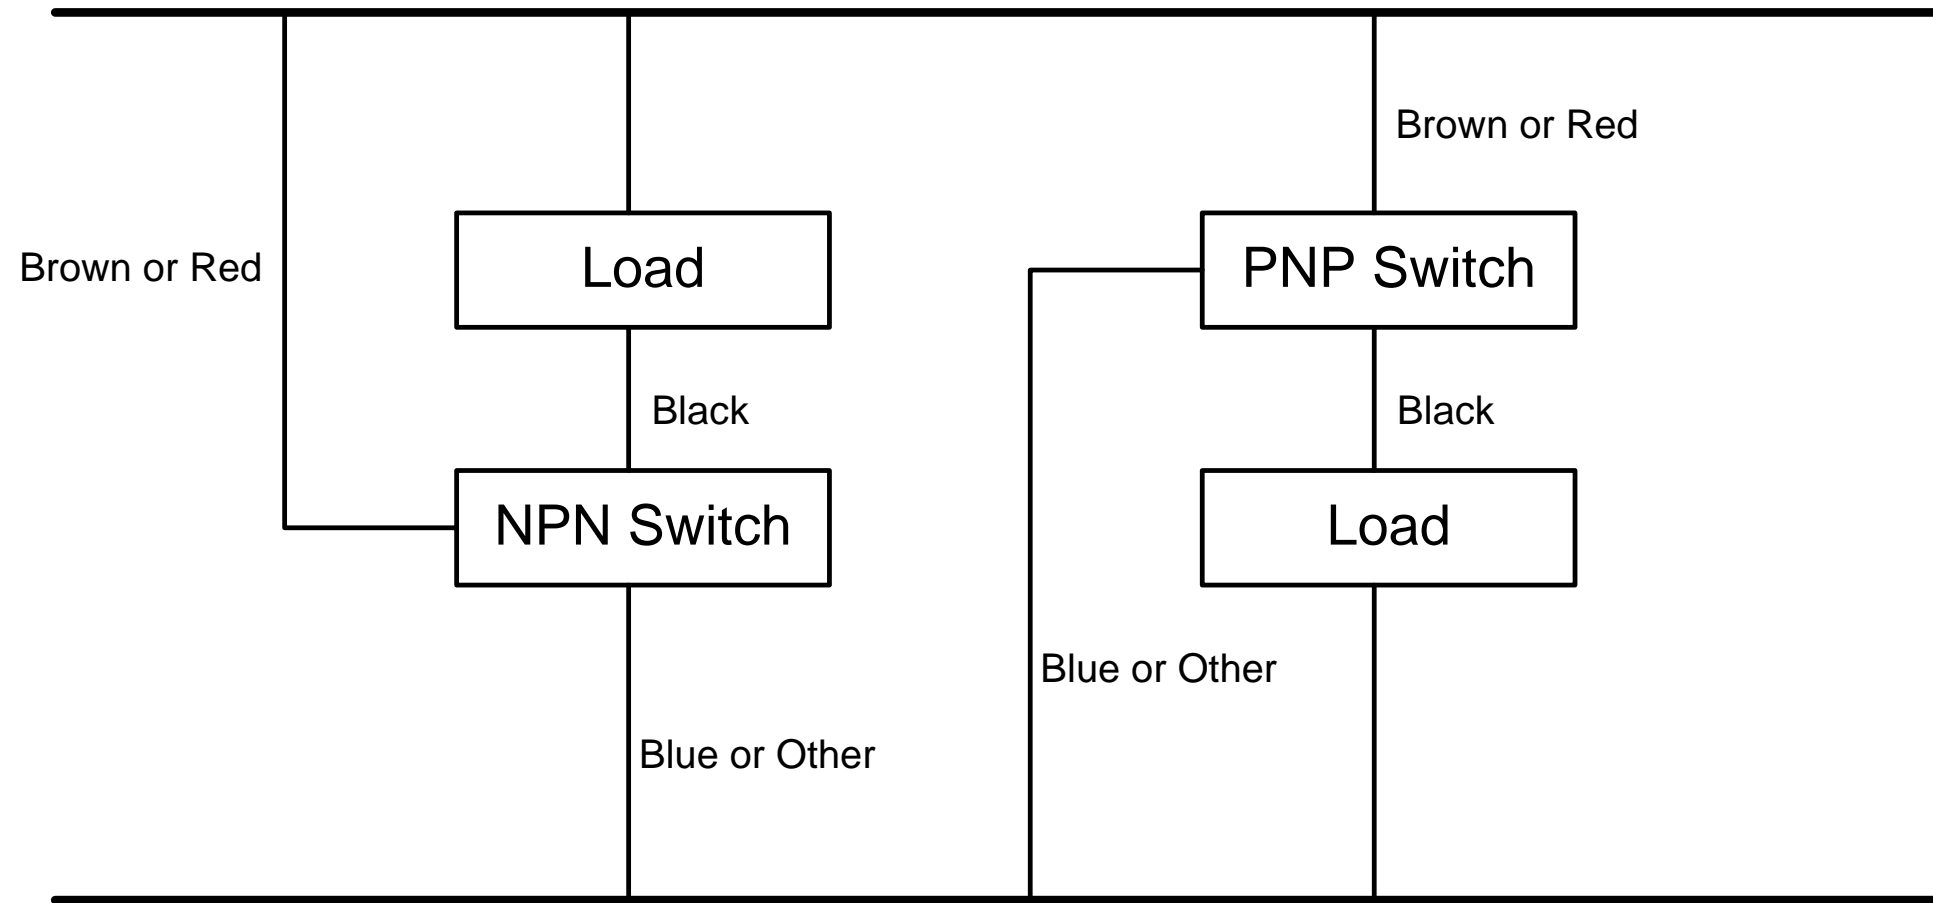 Brown or Red
Brown or Red
Load
PNP Switch
Black
Black
NPN Switch
Load
Blue or Other
Blue or Other